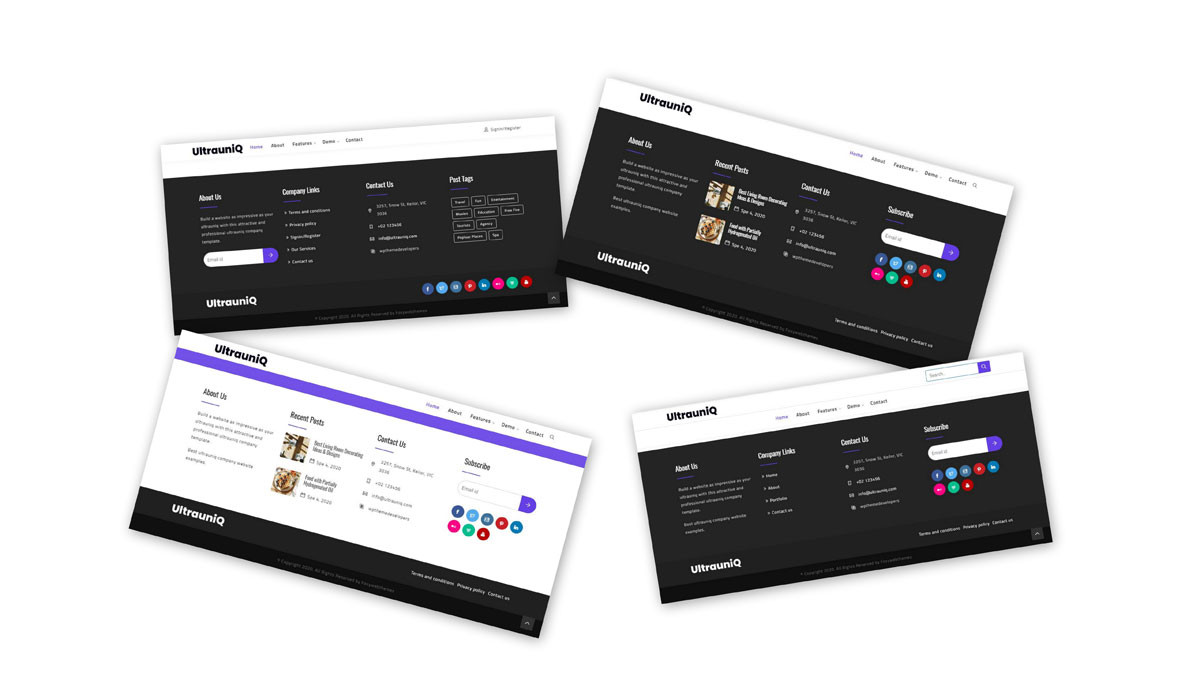 UltrauniQ
Home About Features Demo Contact
SignIn/Register
About Us
Build a website as impressive as your
ultrauniq with this attractive and
professional ultrauniq company
template.
Email id
Company Links
Terms and conditions
Privacy policy
SignIn/Register
Our Services
Contact us
Contact Us
3257, Snow St, Keilor, VIC
3036
+02 123456
info@ultrauniq.com
wpthemedevelopers
Post Tags
Travel Fun Entertainment
Movies Education Free Fire
Tourism Agency
Popular Places Spa
UltrauniQ
© Copyright 2020. All Rights Reserved by
UltrauniQ
Home About Features Demo Contact
About Us
Build a website as impressive as your
ultrauniq with this attractive and
professional ultrauniq company
template.
Best ultrauniq company website
examples.
Recent Posts
Best Living Room Decorating
Ideas & Designs
Spe 4, 2020
Food with Partially
Hydrogenated Oil
Spe 4, 2020
Contact Us
3257, Snow St, Keilor, VIC
3036
+02 123456
info@ultrauniq.com
wpthemedevelopers
Subscribe
Email id
UltrauniQ
Terms and conditions Privacy policy Contact us
© Copyright 2020. All Rights Reserved by
UltrauniQ
Home About Features Demo Contact
About Us
Build a website as impressive as your
ultrauniq with this attractive and
professional ultrauniq company
template.
Best ultrauniq company website
examples.
Recent Posts
Best Living Room Decorating
Ideas & Designs
Spe 4, 2020
Food with Partially
Hydrogenated Oil
Spe 4, 2020
Contact Us
3257, Snow St, Keilor, VIC
3036
+02 123456
info@ultrauniq.com
wpthemedevelopers
Subscribe
Email id
UltrauniQ
Terms and conditions Privacy policy Contact us
© Copyright 2020. All Rights Reserved by
Search..
UltrauniQ
Home About Features Demo Contact
About Us
Build a website as impressive as your
ultrauniq with this attractive and
professional ultrauniq company
template.
Best ultrauniq company website
examples.
Company Links
Home
About
Portfolio
Contact us
Contact Us
3257, Snow St, Keilor, VIC
3036
+02 123456
info@ultrauniq.com
wpthemedevelopers
Subscribe
Email id
UltrauniQ
Terms and conditions Privacy policy Contact us
© Copyright 2020. All Rights Reserved by